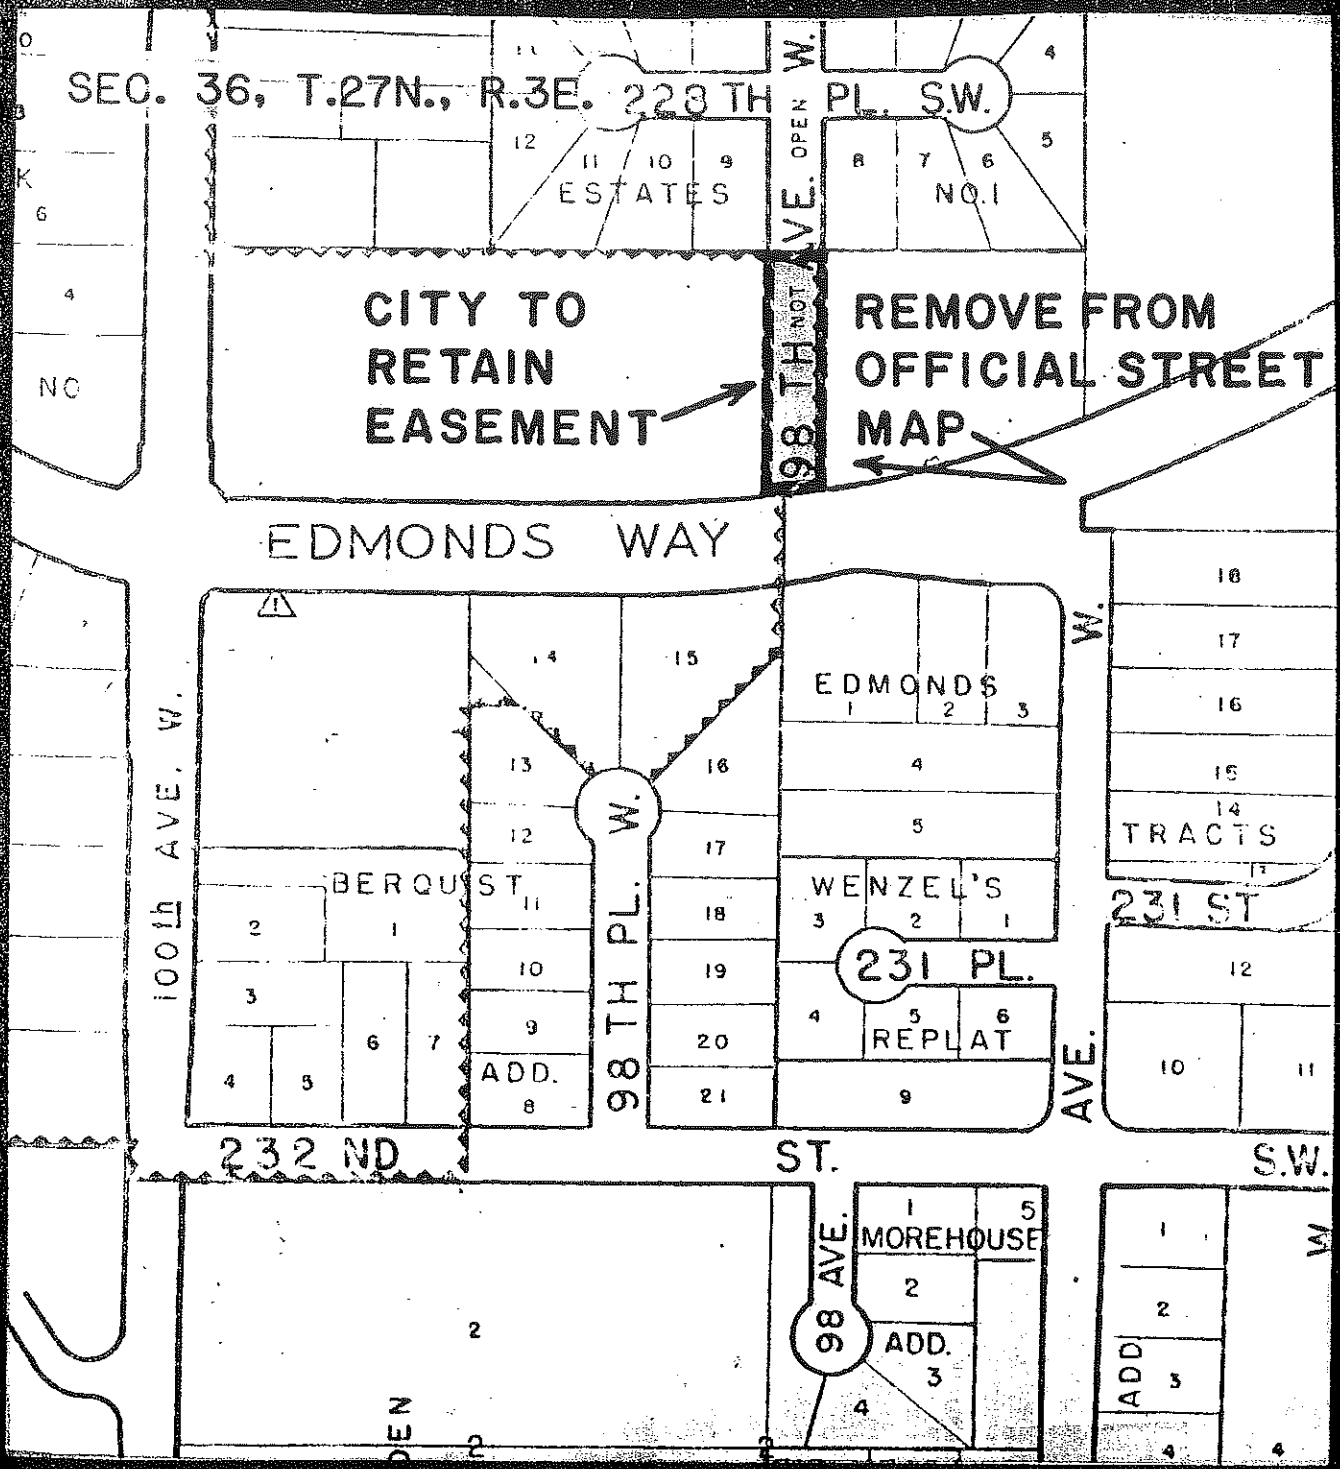 SEC. 36, T.27N., R.3E.
228 TH PL. S.W.
98 TH AVE. W.
NOT OPEN
ESTATES
NO.1
12
11
10
9
8
7
6
5
4
K
6
4
NO
CITY TO
RETAIN
EASEMENT
REMOVE FROM
OFFICIAL STREET
MAP
EDMONDS WAY
!
100th AVE. W.
14
15
13
16
12
17
11
18
10
19
9
20
8
21
BERQUIST
ADD.
2
1
3
6
7
4
5
98 TH PL. W.
EDMONDS
1
2
3
4
5
WENZEL'S
3
2
1
231 PL.
4
5
6
REPLAT
9
W.
AVE.
18
17
16
15
14
TRACTS
231 ST
12
10
11
232 ND ST. S.W.
98 AVE.
1
5
MOREHOUSE
2
ADD.
3
4
2
DEN
2
1
2
3
4
ADD
4
W